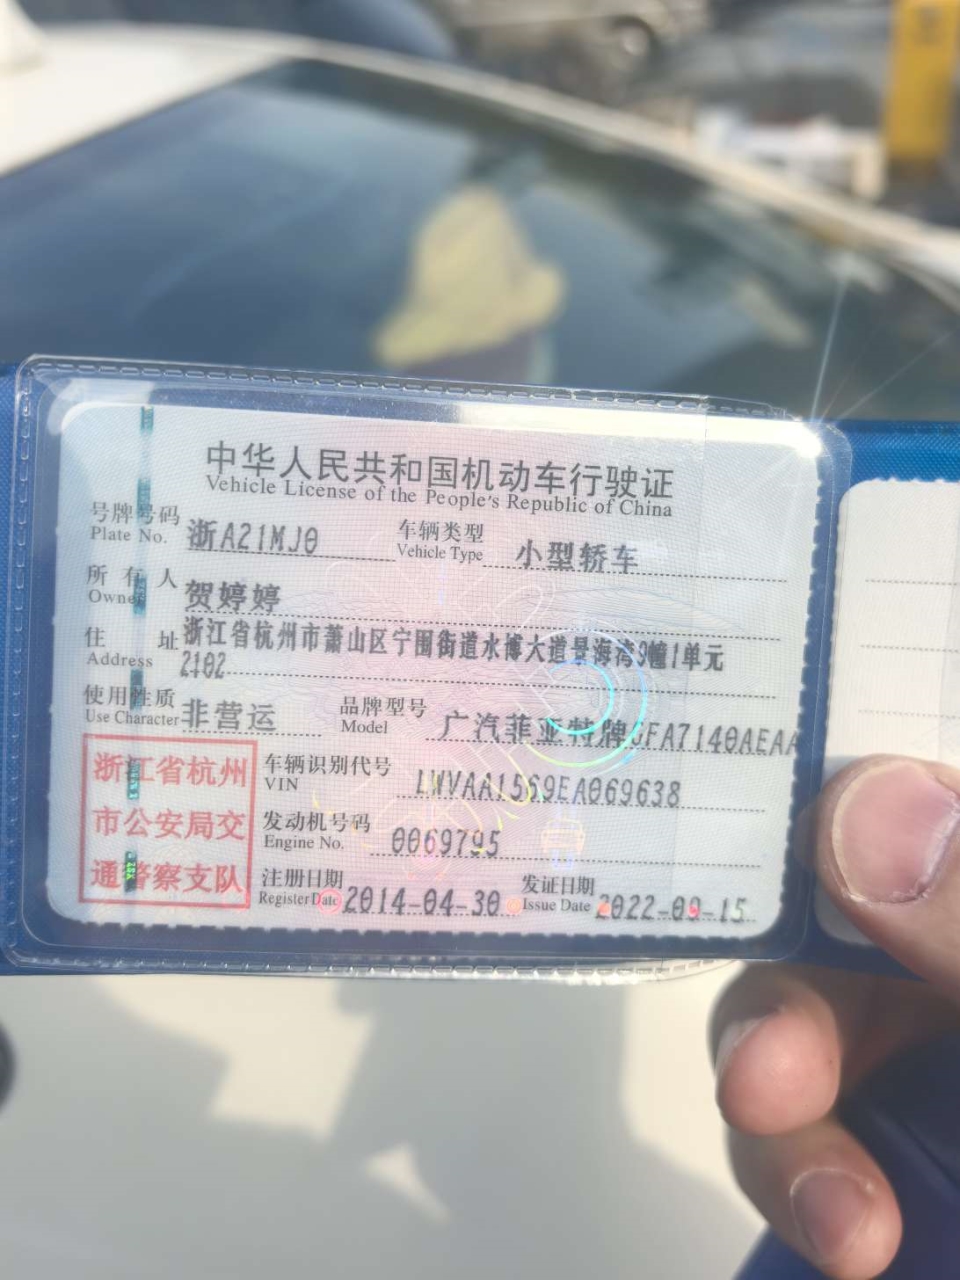 中华人民共和国机动车行驶证
Vehicle License of the People's Republic of China
号牌号码 浙A21MJ0 车辆类型 小型轿车
Plate No. Vehicle Type
所有人 贺婷婷
Owner
住址 浙江省杭州市萧山区宁围街道水博大道景海湾9幢1单元
Address 2102
使用性质 非营运 品牌型号 广汽菲亚特牌GFA7140AEAA
Use Character Model
浙江省杭州 车辆识别代号 LWVAA1569EA069638
VIN
市公安局交 发动机号码 0069795
Engine No.
通警察支队 注册日期 2014-04-30 发证日期 2022-09-15
Register Date Issue Date